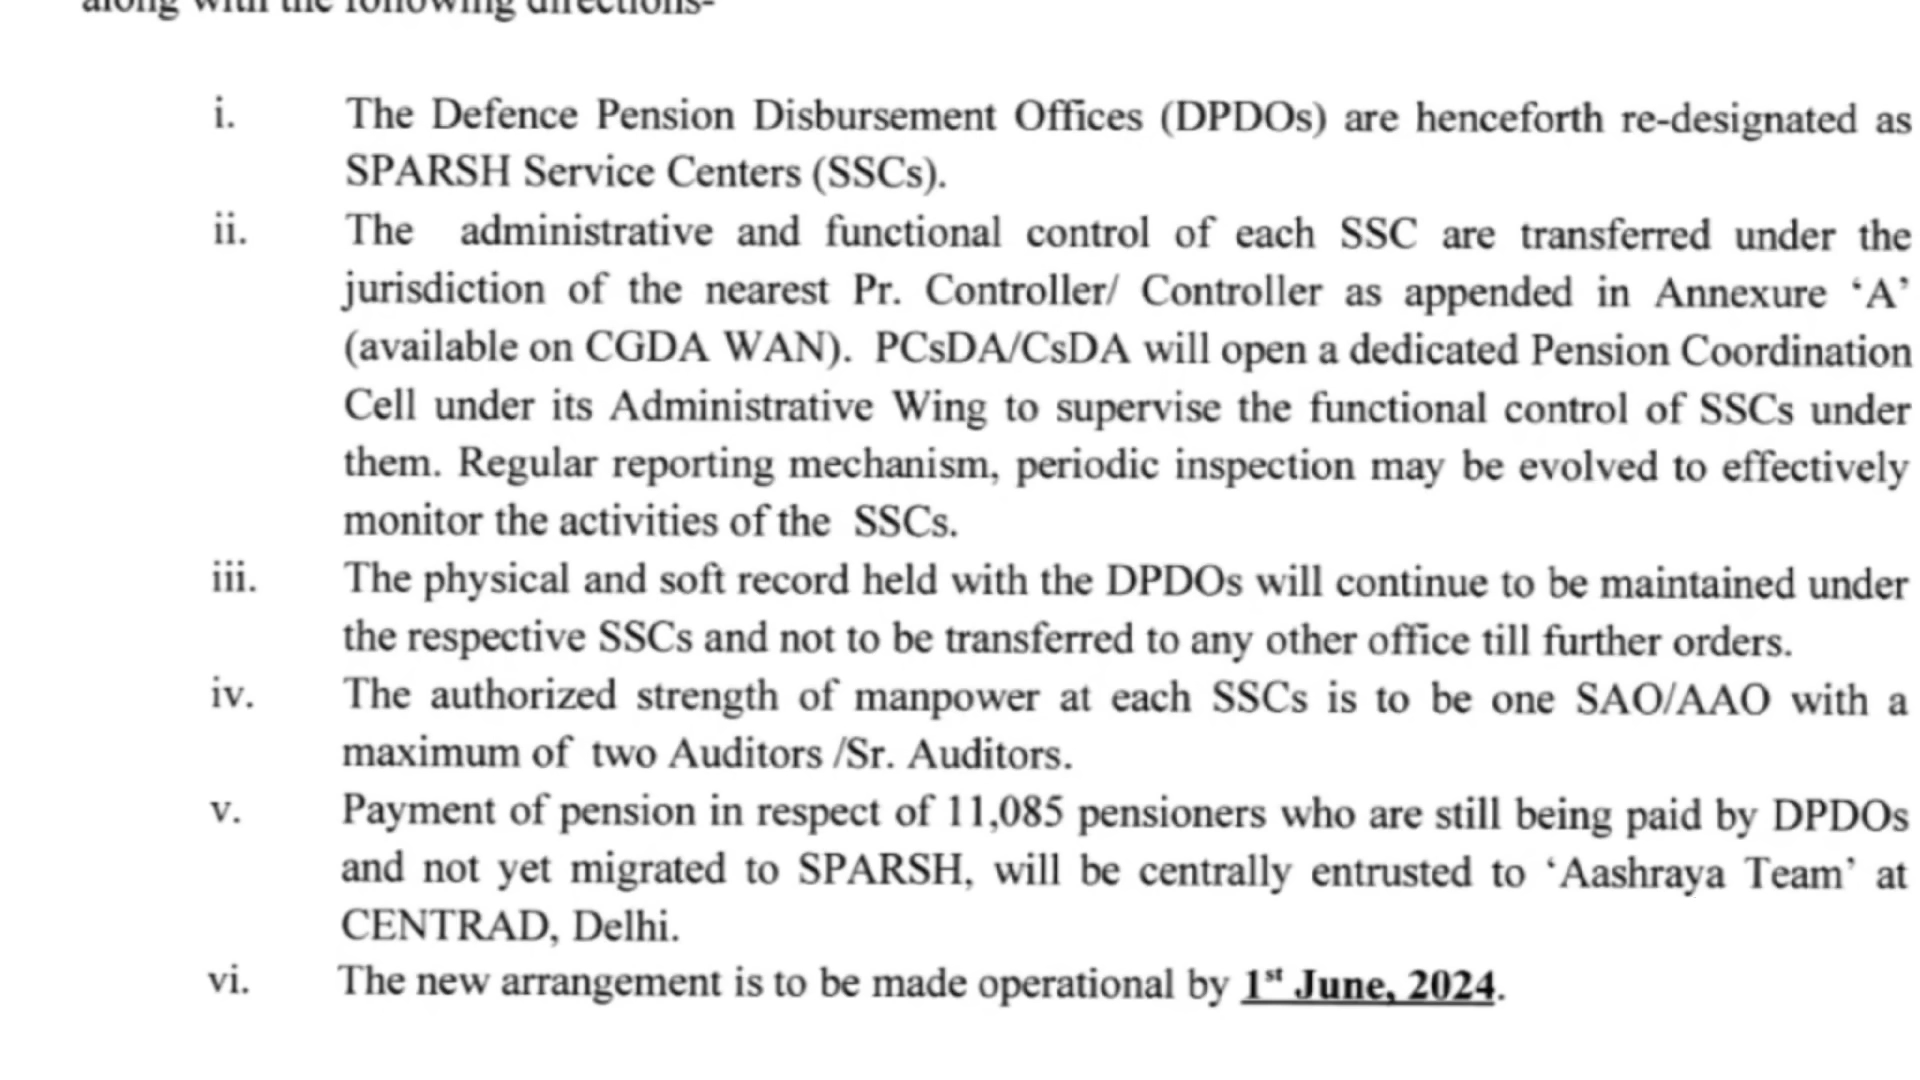 along with the following directions-
i. The Defence Pension Disbursement Offices (DPDOs) are henceforth re-designated as
SPARSH Service Centers (SSCs).
ii. The administrative and functional control of each SSC are transferred under the
jurisdiction of the nearest Pr. Controller/ Controller as appended in Annexure ‘A’
(available on CGDA WAN). PCsDA/CsDA will open a dedicated Pension Coordination
Cell under its Administrative Wing to supervise the functional control of SSCs under
them. Regular reporting mechanism, periodic inspection may be evolved to effectively
monitor the activities of the SSCs.
iii. The physical and soft record held with the DPDOs will continue to be maintained under
the respective SSCs and not to be transferred to any other office till further orders.
iv. The authorized strength of manpower at each SSCs is to be one SAO/AAO with a
maximum of two Auditors /Sr. Auditors.
v. Payment of pension in respect of 11,085 pensioners who are still being paid by DPDOs
and not yet migrated to SPARSH, will be centrally entrusted to ‘Aashraya Team’ at
CENTRAD, Delhi.
vi. The new arrangement is to be made operational by 1st June, 2024.